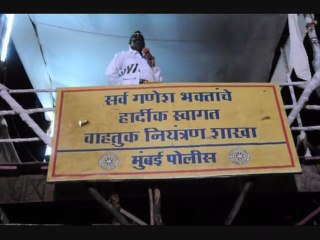 सर्व गणेश भक्तांचे
हार्दीक स्वागत
वाहतुक नियंत्रण शाखा
मुंबई पोलीस